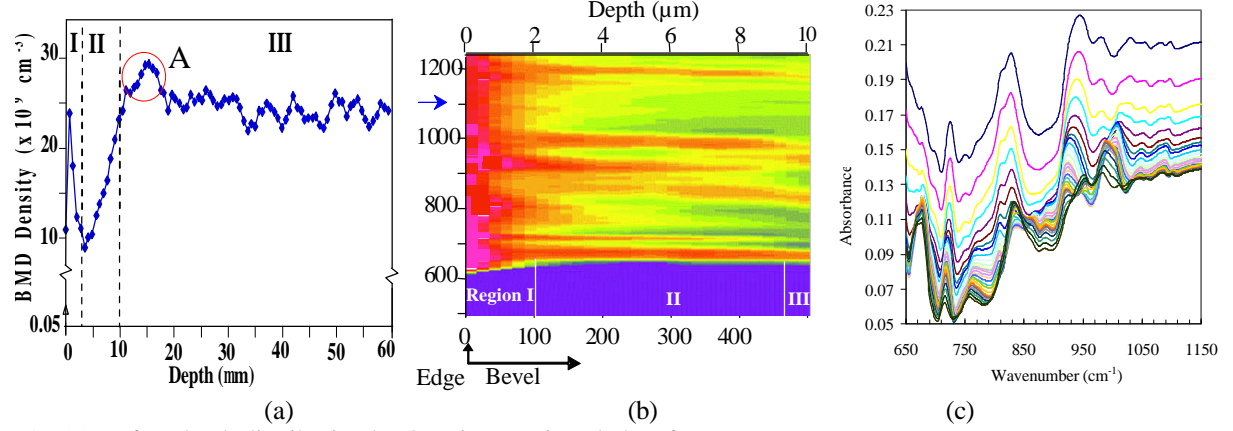 BMD Density (x 10⁹ cm⁻³)
30
20
10
0.05
I
II
III
A
0 10 20 30 40 50 60
Depth (mm)
(a)
Depth (µm)
0 2 4 6 8 10
1200
1000
800
600
Region I
II
III
0 100 200 300 400
Edge
Bevel
(b)
Absorbance
0.23
0.21
0.19
0.17
0.15
0.13
0.11
0.09
0.07
0.05
650 750 850 950 1050 1150
Wavenumber (cm⁻¹)
(c)